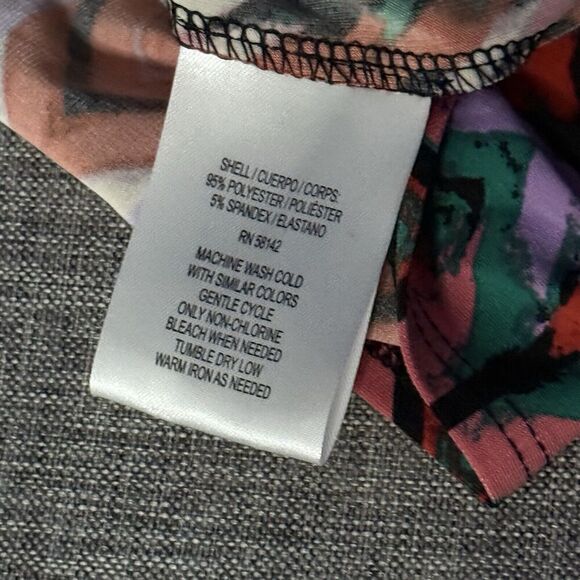 SHELL / CUERPO / CORPS:
95% POLYESTER / POLIÉSTER
5% SPANDEX / ELASTANO
RN 58142
MACHINE WASH COLD
WITH SIMILAR COLORS
GENTLE CYCLE
ONLY NON-CHLORINE
BLEACH WHEN NEEDED
TUMBLE DRY LOW
WARM IRON AS NEEDED